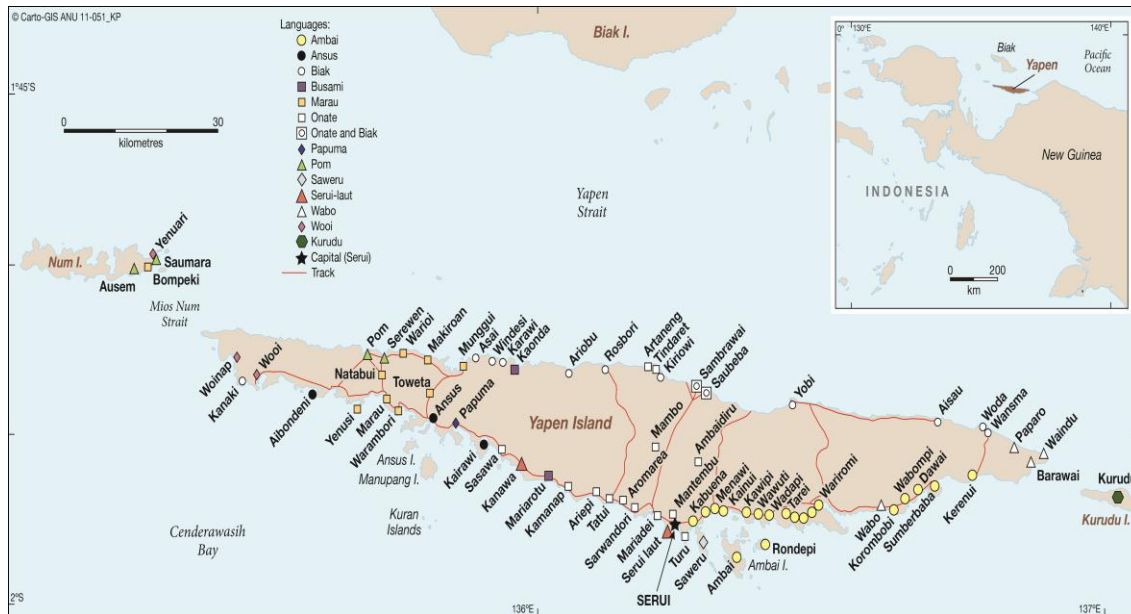 © Carto-GIS ANU 11-051_KP
Languages:
Ambai
Ansus
Biak
Busami
Marau
Onate
Onate and Biak
Papuma
Pom
Saweru
Serui-laut
Wabo
Wooi
Kurudu
Capital (Serui)
Track
1°45'S
0 30
kilometres
Biak I.
Yapen
Strait
0° 130°E
140°E
Biak
Pacific
Ocean
Yapen
New Guinea
INDONESIA
0 200
km
Num I.
Yenuari
Saumara
Bompeki
Ausem
Mios Num
Strait
Woinap
Wooi
Kanaki
Aibondeni
Pom
Serewen
Warioi
Makiroan
Munggui
Asai
Windesi
Karawi
Kaonda
Ariobu
Rosbori
Artaneng
Tindaret
Kiriowi
Sambrawai
Saubeba
Yobi
Aisau
Woda
Wansma
Paparo
Waindu
Barawai
Natabui
Toweta
Yenusi
Marau
Warambori
Ansus
Papuma
Yapen Island
Ansus I.
Manupang I.
Kuran
Islands
Kairawi
Sasawa
Kanawa
Mariarotu
Kamanap
Ariepi
Tatui
Sarwandori
Aromarea
Mambo
Mariadei
Serui laut
Mantembu
Ambaidiru
Kabuena
Menawi
Kainui
Kawipi
Wawuti
Wadapi
Tarei
Wariromi
Turu
Saweru
Ambai
Rondepi
Ambai I.
SERUI
Wabo
Korombobi
Wabompi
Dawai
Sumberbaba
Kerenui
Kurudu
Kurudu I.
Cenderawasih
Bay
2°S
136°E
137°E